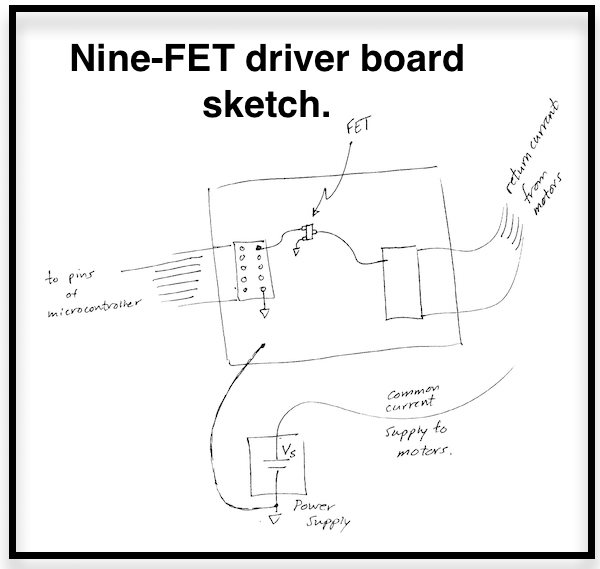 Nine-FET driver board
sketch.
FET
return current
from
motors
to pins
of
microcontroller
common
current
supply to
motors.
Vs
Power
Supply